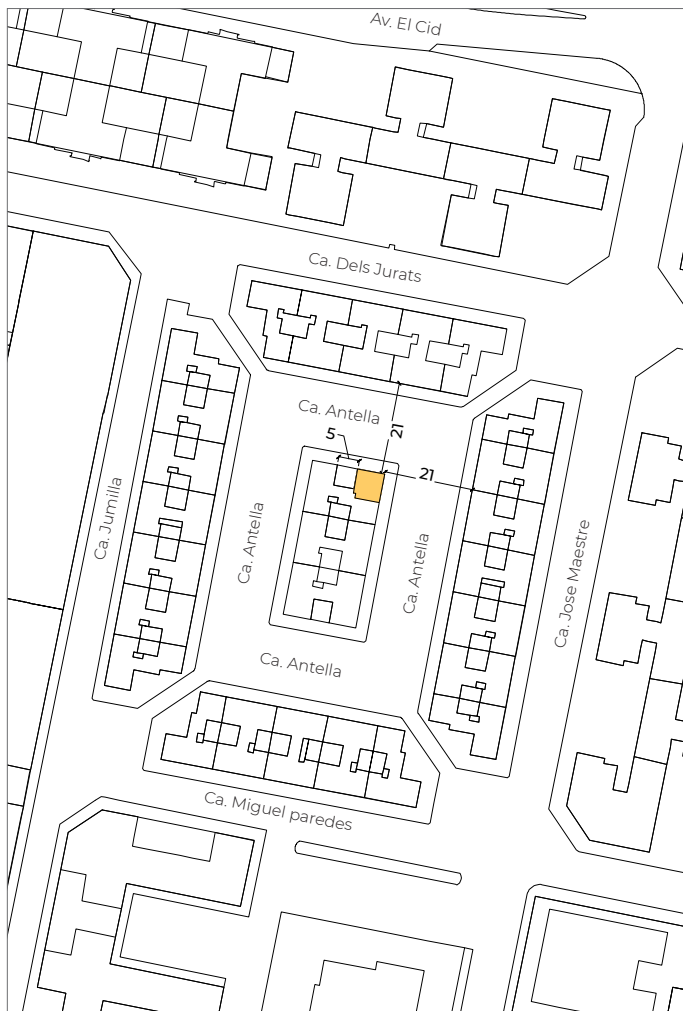 Av. El Cid
Ca. Dels Jurats
Ca. Antella
5
21
21
Ca. Jumilla
Ca. Antella
Ca. Antella
Ca. Jose Maestre
Ca. Antella
Ca. Miguel paredes